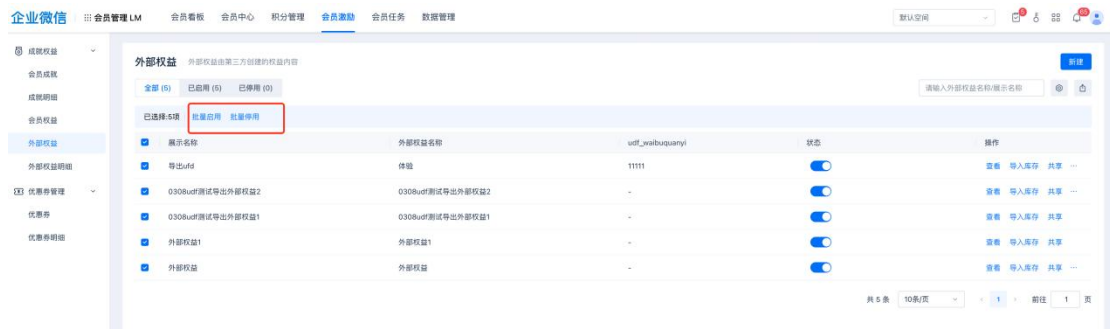 企业微信 会员管理 LM 会员看板 会员中心 积分管理 会员激励 会员任务 数据管理 默认空间
成就权益
会员成就
成就明细
会员权益
外部权益
外部权益明细
优惠券管理
优惠券
优惠券明细
外部权益 外部权益由第三方创建的权益内容 新建
全部 (5) 已启用 (5) 已停用 (0) 请输入外部权益名称/展示名称
已选择:5项 批量启用 批量停用
展示名称 外部权益名称 udf_waibuquanyi 状态 操作
导出ufd 体验 11111 查看 导入库存 共享 ...
0308udf测试导出外部权益2 0308udf测试导出外部权益2 - 查看 导入库存 共享 ...
0308udf测试导出外部权益1 0308udf测试导出外部权益1 - 查看 导入库存 共享
外部权益1 外部权益1 - 查看 导入库存 共享
外部权益 外部权益 - 查看 导入库存 共享 ...
共 5 条 10条/页 1 前往 1 页